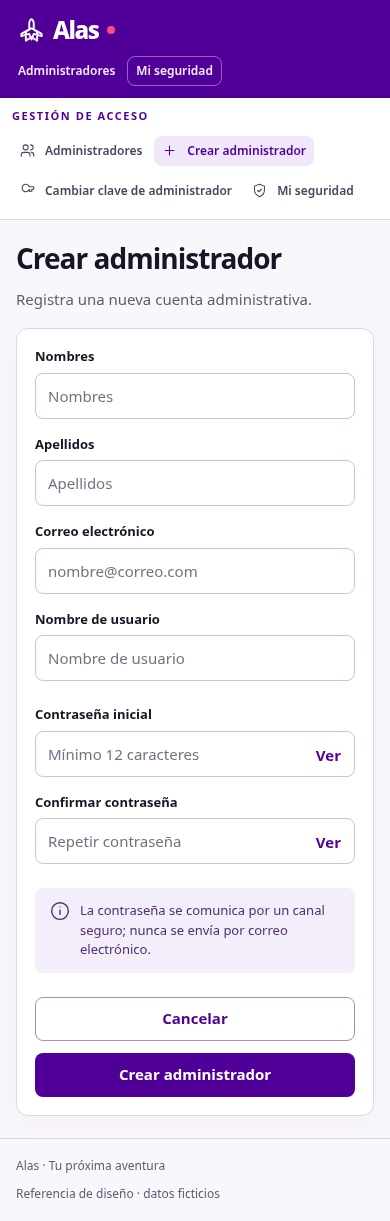 Alas
Administradores Mi seguridad
GESTIÓN DE ACCESO
Administradores Crear administrador
Cambiar clave de administrador Mi seguridad
Crear administrador
Registra una nueva cuenta administrativa.
Nombres
Nombres
Apellidos
Apellidos
Correo electrónico
nombre@correo.com
Nombre de usuario
Nombre de usuario
Contraseña inicial
Mínimo 12 caracteres Ver
Confirmar contraseña
Repetir contraseña Ver
La contraseña se comunica por un canal
seguro; nunca se envía por correo
electrónico.
Cancelar
Crear administrador
Alas · Tu próxima aventura
Referencia de diseño · datos ficticios